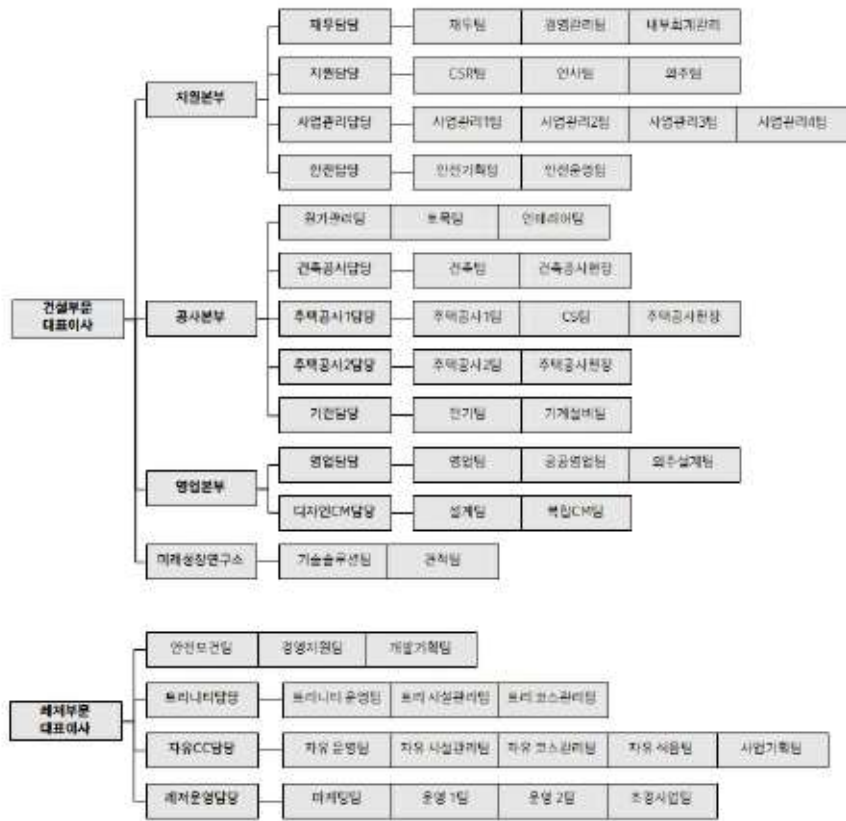 재무담당 재무팀 경영관리팀 내부회계관리
지원담당 CSR팀 인사팀 외주팀
지원본부
사업관리담당 사업관리1팀 사업관리2팀 사업관리3팀 사업관리4팀
안전담당 안전기획팀 안전운영팀
원가관리팀 토목팀 인테리어팀
건축공사담당 건축팀 건축공사현장
건설부문
대표이사
공사본부 주택공사1담당 주택공사1팀 CS팀 주택공사현장
주택공사2담당 주택공사2팀 주택공사현장
기전담당 전기팀 기계설비팀
영업담당 영업팀 공공영업팀 외주설계팀
영업본부
디자인CM담당 설계팀 복합CM팀
미래성장연구소 기술솔루션팀 견적팀
안전보건팀 경영지원팀 개발기획팀
트리니티담당 트리니티 운영팀 트리 시설관리팀 트리 코스관리팀
레저부문
대표이사
자유CC담당 자유 운영팀 자유 시설관리팀 자유 코스관리팀 자유 식음팀 사업기획팀
레저운영담당 마케팅팀 운영 1팀 운영 2팀 조경사업팀